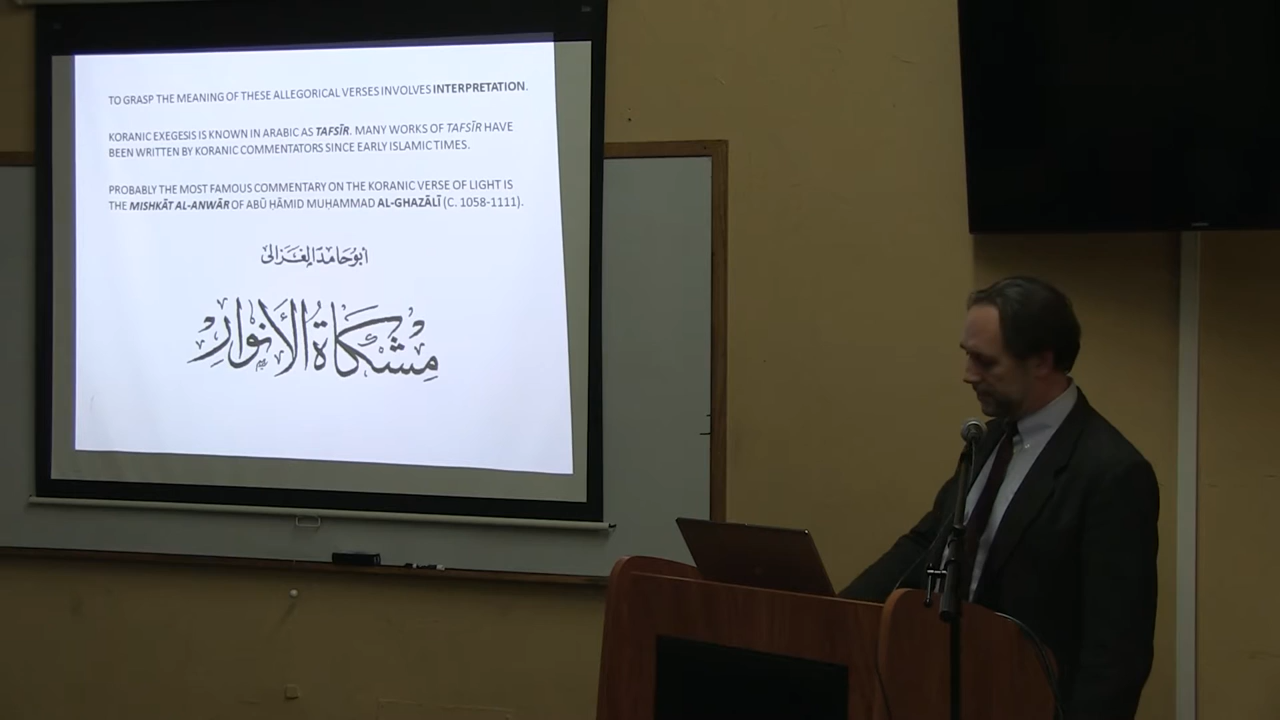 TO GRASP THE MEANING OF THESE ALLEGORICAL VERSES INVOLVES INTERPRETATION.
KORANIC EXEGESIS IS KNOWN IN ARABIC AS TAFSĪR. MANY WORKS OF TAFSĪR HAVE
BEEN WRITTEN BY KORANIC COMMENTATORS SINCE EARLY ISLAMIC TIMES.
PROBABLY THE MOST FAMOUS COMMENTARY ON THE KORANIC VERSE OF LIGHT IS
THE MISHKĀT AL-ANWĀR OF ABŪ ḤĀMID MUḤAMMAD AL-GHAZĀLĪ (C. 1058-1111).
أبو حامد الغزالي
مشكاة الأنوار